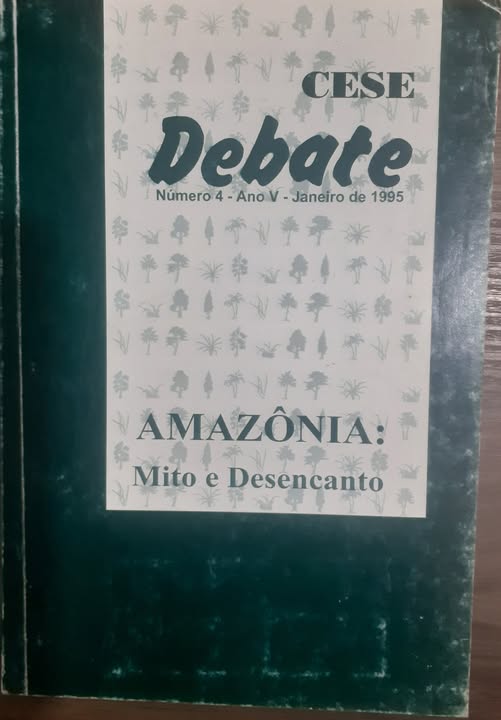 CESE
Debate
Número 4 - Ano V - Janeiro de 1995
AMAZÔNIA:
Mito e Desencanto